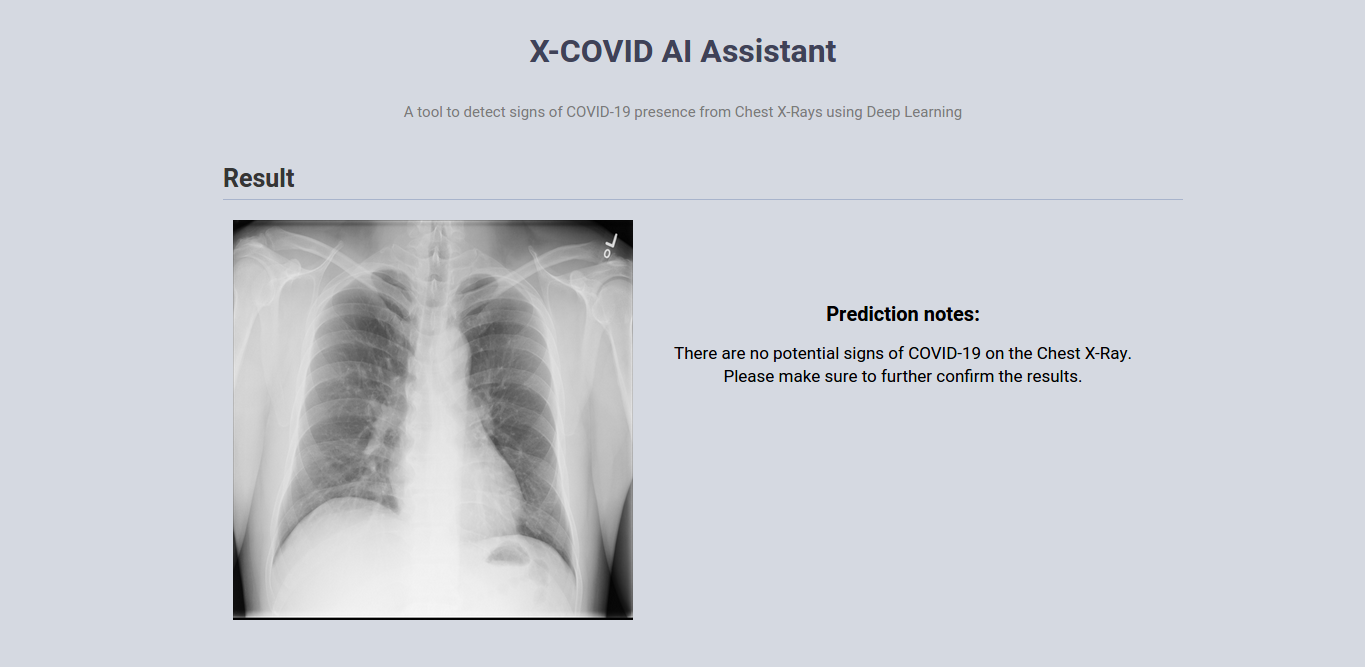 X-COVID AI Assistant
A tool to detect signs of COVID-19 presence from Chest X-Rays using Deep Learning
Result
L
Prediction notes:
There are no potential signs of COVID-19 on the Chest X-Ray.
Please make sure to further confirm the results.